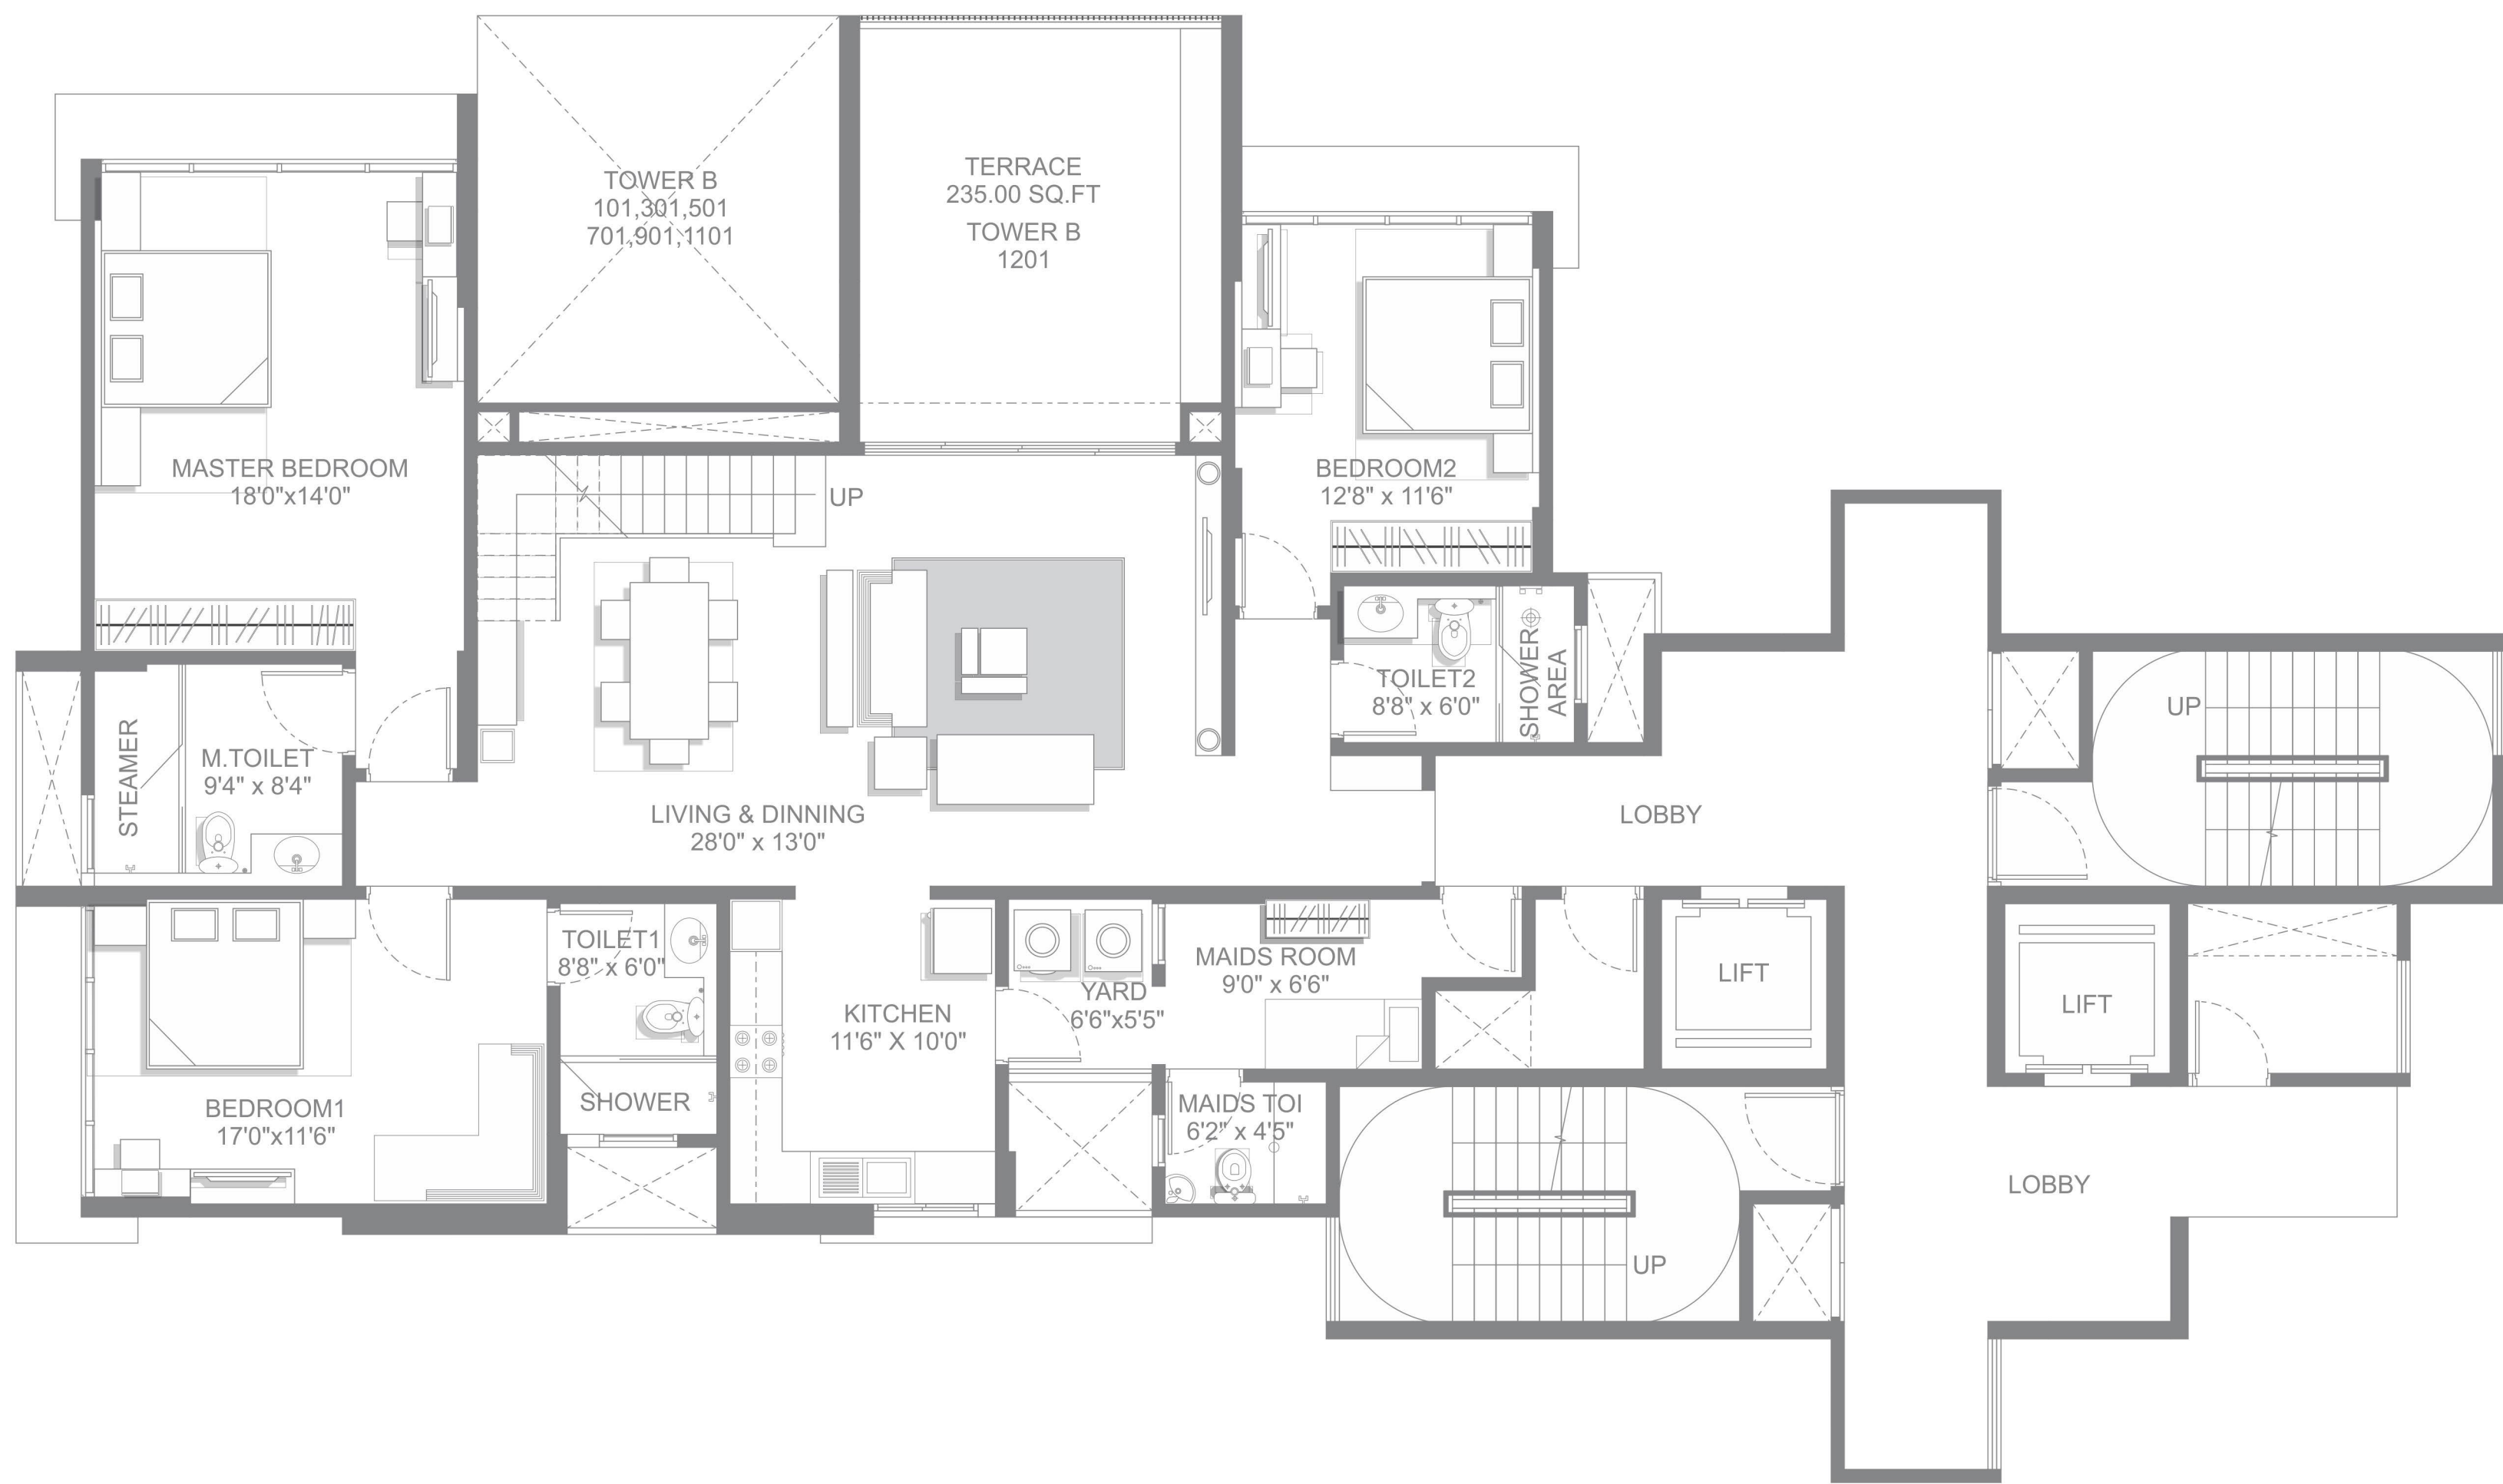 TOWER B
101,301,501
701,901,1101
TERRACE
235.00 SQ.FT
TOWER B
1201
MASTER BEDROOM
18'0"x14'0"
UP
BEDROOM2
12'8" x 11'6"
M.TOILET
9'4" x 8'4"
STEAMER
LIVING & DINNING
28'0" x 13'0"
TOILET2
8'8" x 6'0"
SHOWER
AREA
LOBBY
UP
TOILET1
8'8" x 6'0"
SHOWER
BEDROOM1
17'0"x11'6"
KITCHEN
11'6" X 10'0"
YARD
6'6"x5'5"
MAIDS ROOM
9'0" x 6'6"
MAIDS TOI
6'2" x 4'5"
LIFT
LIFT
UP
LOBBY